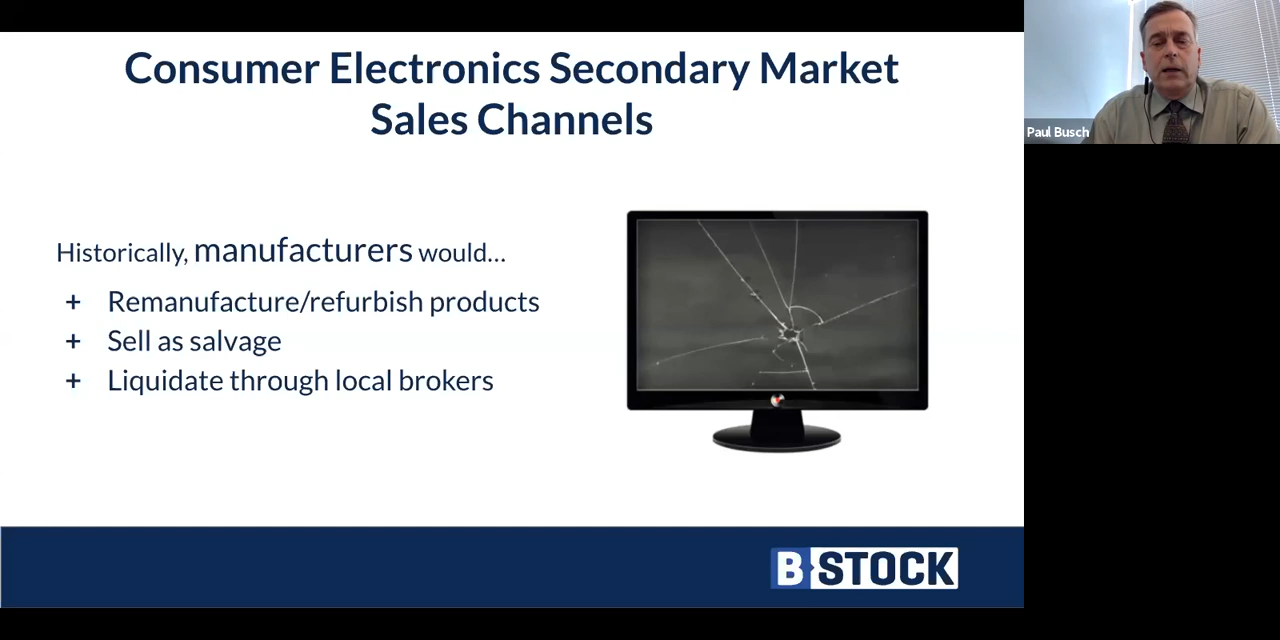 Consumer Electronics Secondary Market
Sales Channels
Paul Busch
Historically, manufacturers would...
+ Remanufacture/refurbish products
+ Sell as salvage
+ Liquidate through local brokers
B STOCK